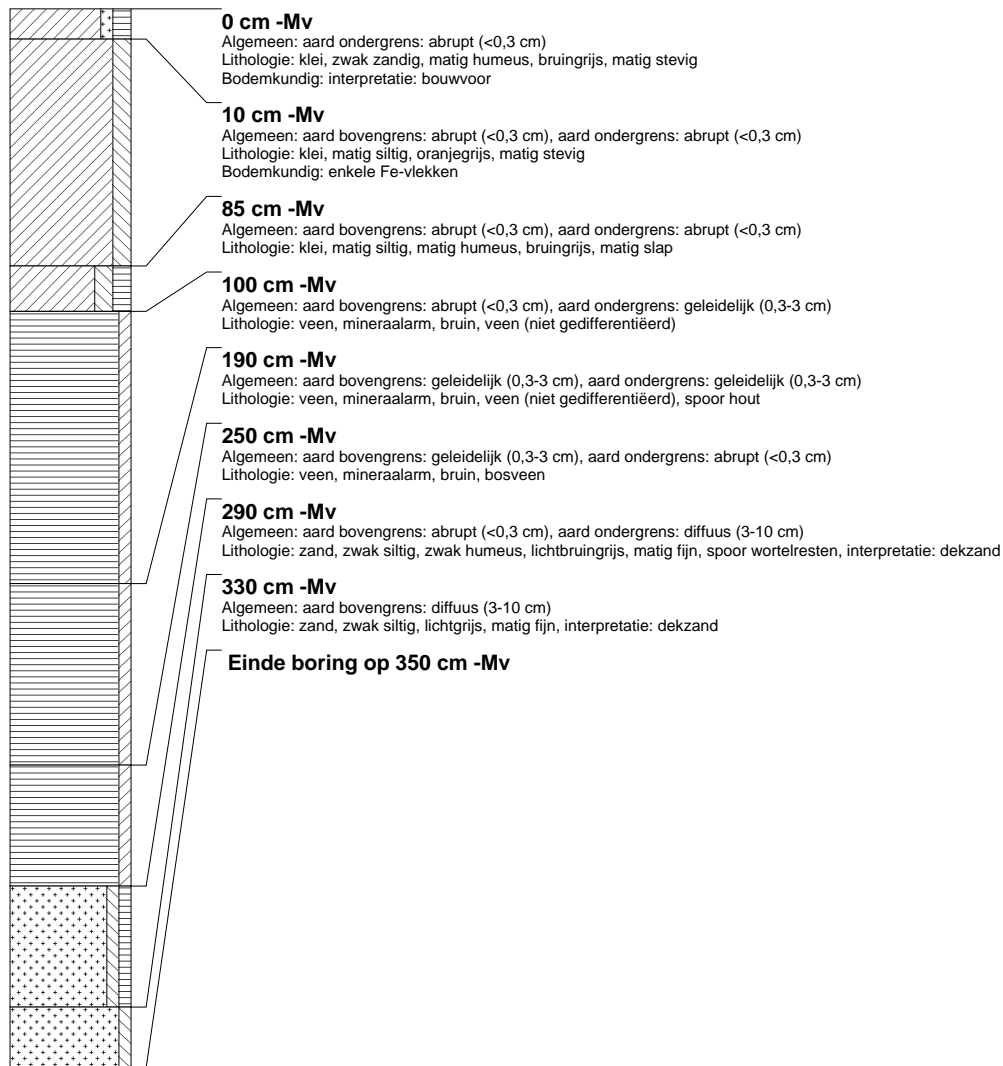 0 cm -Mv
Algemeen: aard ondergrens: abrupt (<0,3 cm)
Lithologie: klei, zwak zandig, matig humeus, bruingrijs, matig stevig
Bodemkundig: interpretatie: bouwvoor
10 cm -Mv
Algemeen: aard bovengrens: abrupt (<0,3 cm), aard ondergrens: abrupt (<0,3 cm)
Lithologie: klei, matig siltig, oranjegrijs, matig stevig
Bodemkundig: enkele Fe-vlekken
85 cm -Mv
Algemeen: aard bovengrens: abrupt (<0,3 cm), aard ondergrens: abrupt (<0,3 cm)
Lithologie: klei, matig siltig, matig humeus, bruingrijs, matig slap
100 cm -Mv
Algemeen: aard bovengrens: abrupt (<0,3 cm), aard ondergrens: geleidelijk (0,3-3 cm)
Lithologie: veen, mineraalarm, bruin, veen (niet gedifferentiëerd)
190 cm -Mv
Algemeen: aard bovengrens: geleidelijk (0,3-3 cm), aard ondergrens: geleidelijk (0,3-3 cm)
Lithologie: veen, mineraalarm, bruin, veen (niet gedifferentiëerd), spoor hout
250 cm -Mv
Algemeen: aard bovengrens: geleidelijk (0,3-3 cm), aard ondergrens: abrupt (<0,3 cm)
Lithologie: veen, mineraalarm, bruin, bosveen
290 cm -Mv
Algemeen: aard bovengrens: abrupt (<0,3 cm), aard ondergrens: diffuus (3-10 cm)
Lithologie: zand, zwak siltig, zwak humeus, lichtbruingrijs, matig fijn, spoor wortelresten, interpretatie: dekzand
330 cm -Mv
Algemeen: aard bovengrens: diffuus (3-10 cm)
Lithologie: zand, zwak siltig, lichtgrijs, matig fijn, interpretatie: dekzand
Einde boring op 350 cm -Mv